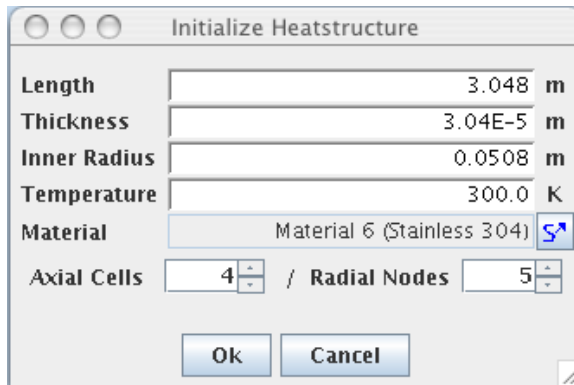 Initialize Heatstructure
Length 3.048 m
Thickness 3.04E-5 m
Inner Radius 0.0508 m
Temperature 300.0 K
Material Material 6 (Stainless 304) S
Axial Cells 4 / Radial Nodes 5
Ok Cancel